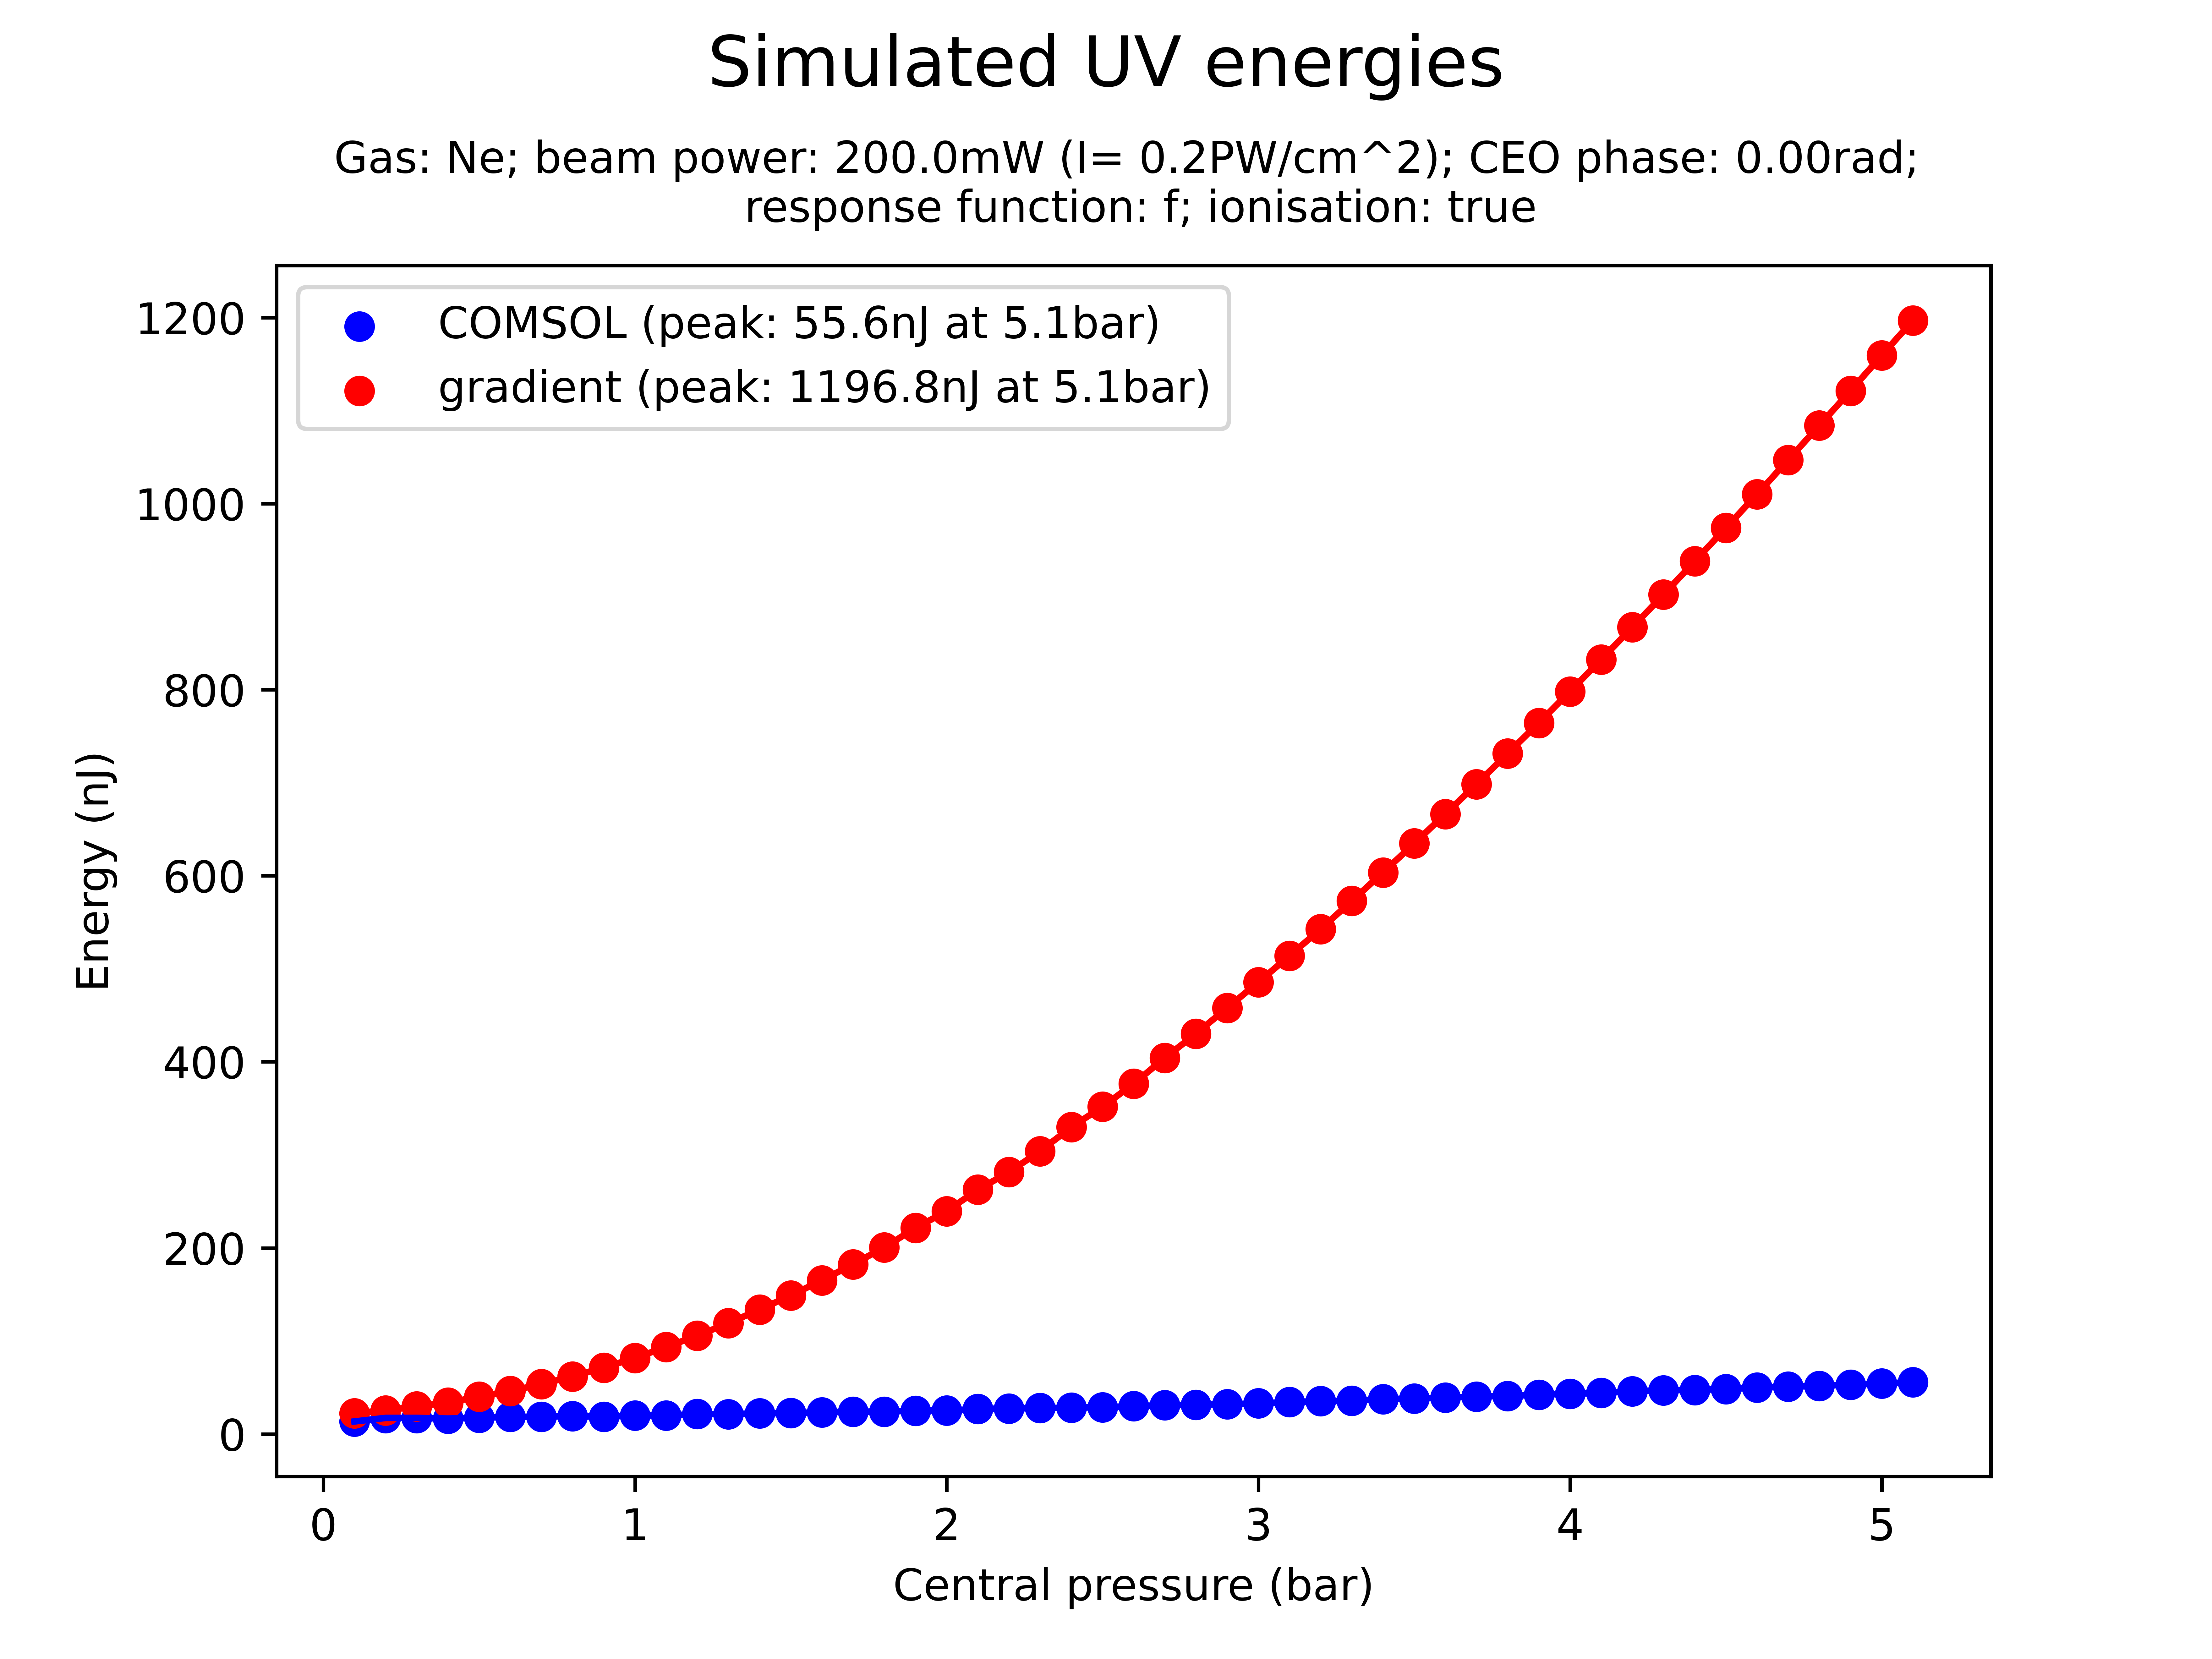 Simulated UV energies
Gas: Ne; beam power: 200.0mW (I= 0.2PW/cm^2); CEO phase: 0.00rad;
response function: f; ionisation: true
COMSOL (peak: 55.6nJ at 5.1bar)
gradient (peak: 1196.8nJ at 5.1bar)
1200
1000
800
600
400
200
0
Energy (nJ)
0 1 2 3 4 5
Central pressure (bar)